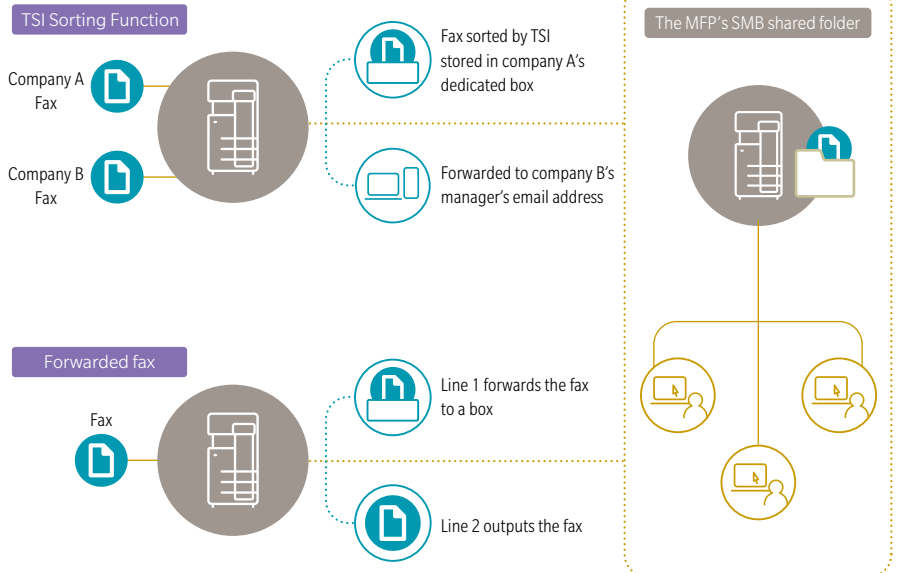 TSI Sorting Function
Company A
Fax
Company B
Fax
Fax sorted by TSI
stored in company A's
dedicated box
Forwarded to company B's
manager's email address
The MFP's SMB shared folder
Forwarded fax
Fax
Line 1 forwards the fax
to a box
Line 2 outputs the fax